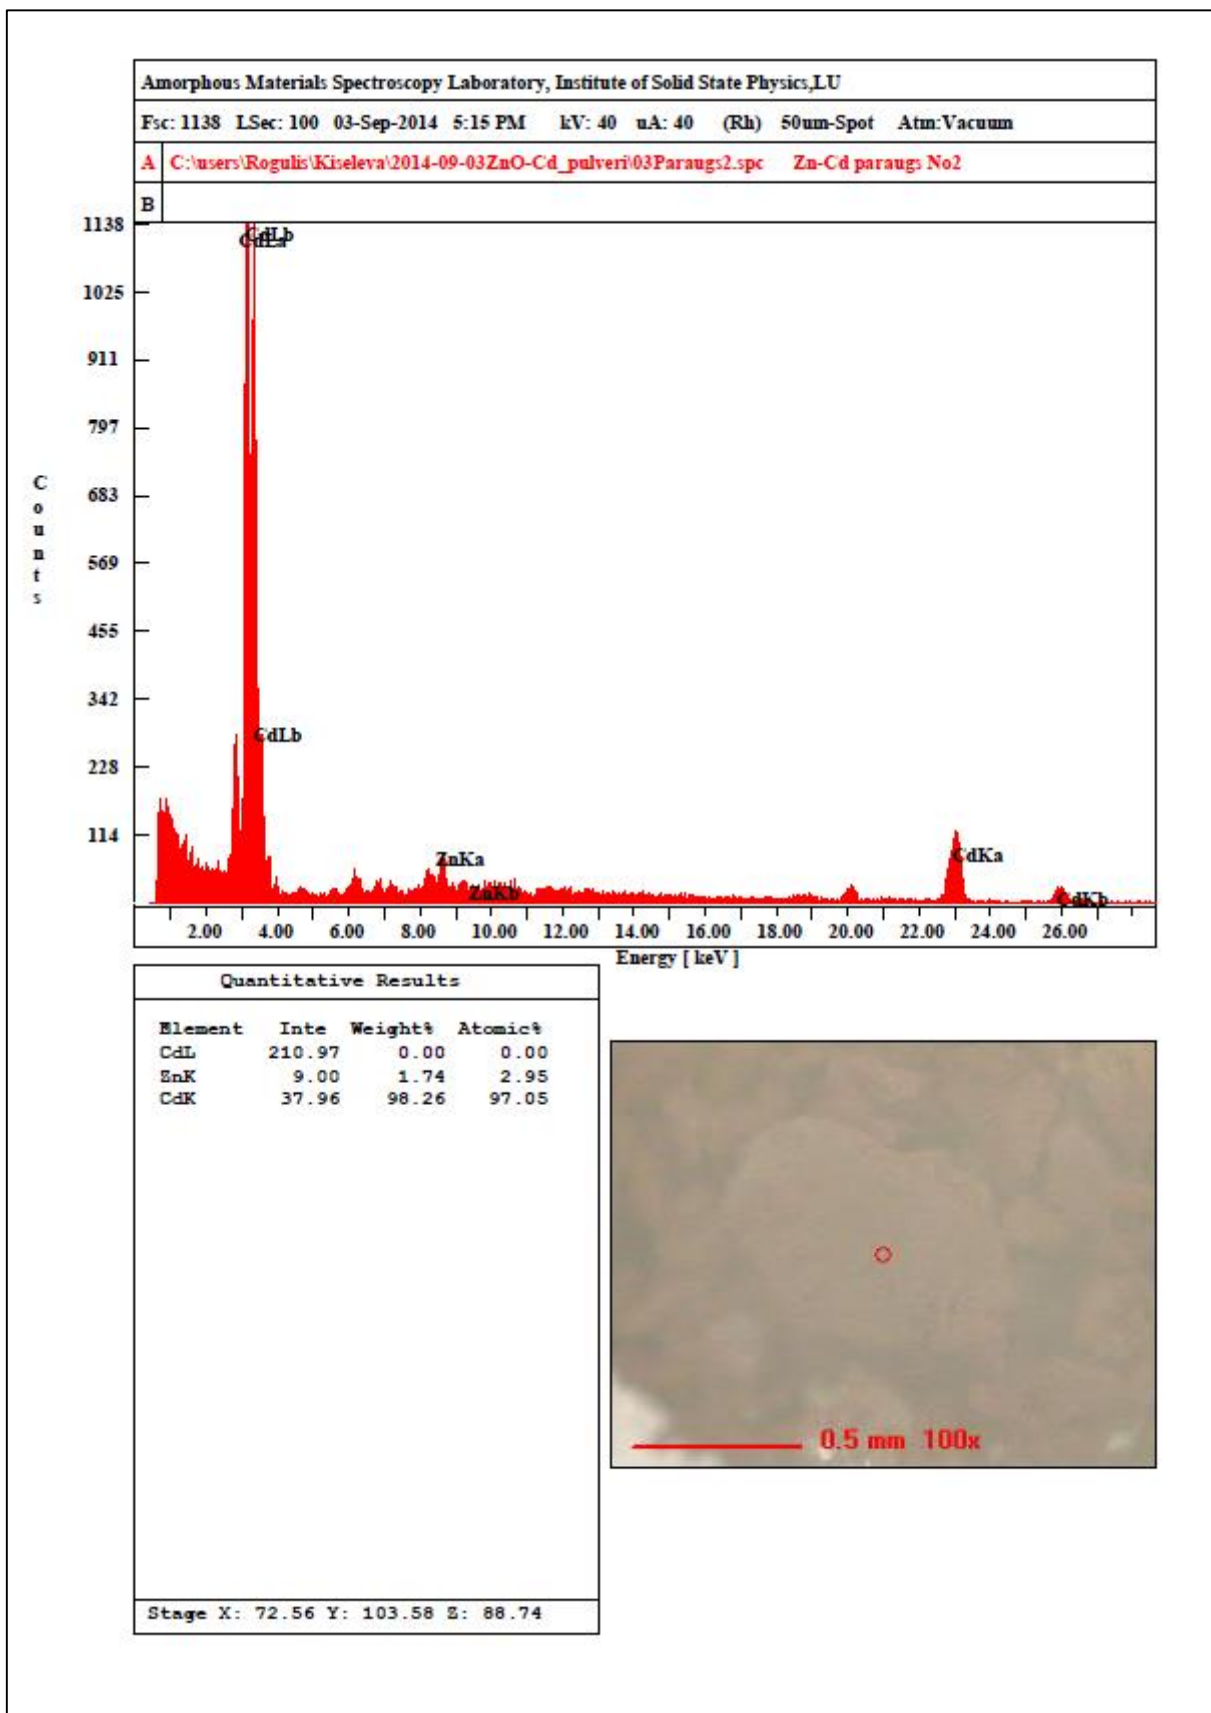 Amorphous Materials Spectroscopy Laboratory, Institute of Solid State Physics,LU
Fsc: 1138 LSec: 100 03-Sep-2014 5:15 PM kV: 40 uA: 40 (Rh) 50um-Spot Atm:Vacuum
A C:\users\Rogulis\Kiseleva\2014-09-03ZnO-Cd_pulveri\03Paraugs2.spc Zn-Cd paraugs No2
B
1138
CdLb
CdLa
1025
911
797
683
Counts
569
455
342
CdLb
228
114
ZnKa
CdKa
ZnKb
CdKb
2.00 4.00 6.00 8.00 10.00 12.00 14.00 16.00 18.00 20.00 22.00 24.00 26.00
Energy [ keV ]
Quantitative Results
Element Inte Weight% Atomic%
CdL 210.97 0.00 0.00
ZnK 9.00 1.74 2.95
CdK 37.96 98.26 97.05
0.5 mm 100x
Stage X: 72.56 Y: 103.58 Z: 88.74